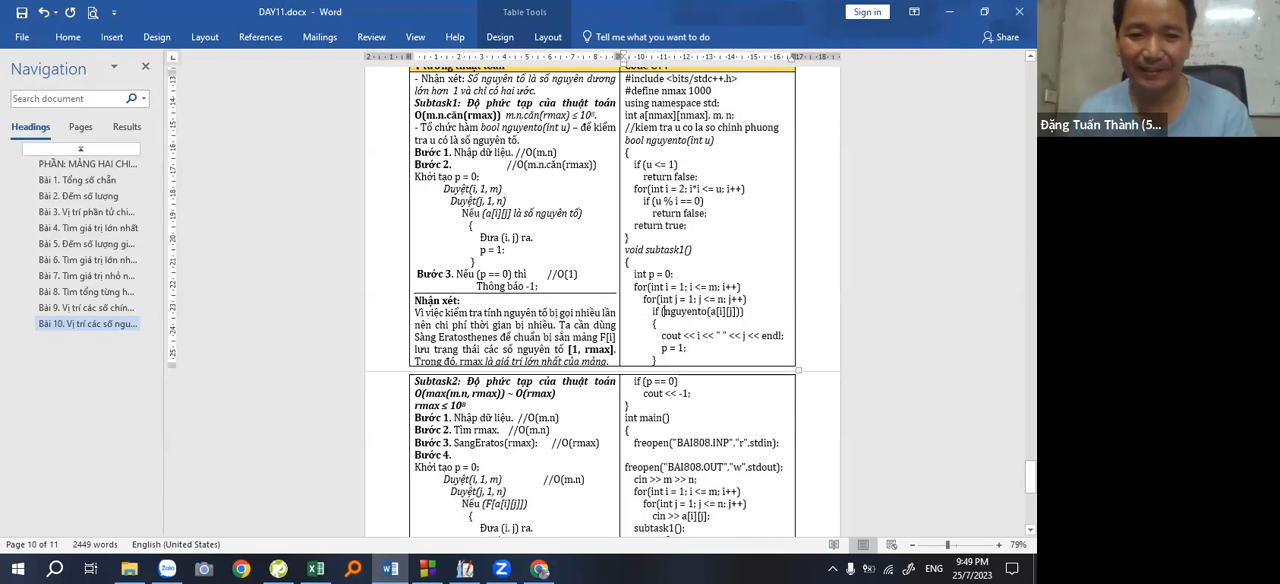 DAY11.docx - Word
Table Tools
Sign in
File
Home
Insert
Design
Layout
References
Mailings
Review
View
Help
Design
Layout
Tell me what you want to do
Share
Navigation
Search document
Headings
Pages
Results
PHẦN: MẢNG HAI CHI...
Bài 1. Tổng số chẵn
Bài 2. Đếm số lượng
Bài 3. Vị trí phần tử chi...
Bài 4. Tìm giá trị lớn nhất
Bài 5. Đếm số lượng gi...
Bài 6. Tìm giá trị lớn nh...
Bài 7. Tìm giá trị nhỏ n...
Bài 8. Tìm tổng từng h...
Bài 9. Vị trí các số chín...
Bài 10. Vị trí các số ngu...
- Nhận xét: Số nguyên tố là số nguyên dương
lớn hơn 1 và chỉ có hai ước.
Subtask1: Độ phức tạp của thuật toán
O(m.n.căn(rmax)) m.n.căn(rmax) ≤ 10⁸.
- Tổ chức hàm bool nguyento(int u) – để kiểm
tra u có là số nguyên tố.
Bước 1. Nhập dữ liệu. //O(m.n)
Bước 2. //O(m.n.căn(rmax))
Khởi tạo p = 0;
Duyệt(i, 1, m)
Duyệt(j, 1, n)
Nếu (a[i][j] là số nguyên tố)
{
Đưa (i, j) ra.
p = 1;
}
Bước 3. Nếu (p == 0) thì //O(1)
Thông báo -1;
Nhận xét:
Vì việc kiểm tra tính nguyên tố bị gọi nhiều lần
nên chi phí thời gian bị nhiều. Ta cần dùng
Sàng Eratosthenes để chuẩn bị sẵn mảng F[i]
lưu trạng thái các số nguyên tố [1, rmax].
Trong đó, rmax là giá trị lớn nhất của mảng.
Subtask2: Độ phức tạp của thuật toán
O(max(m.n, rmax)) ~ O(rmax)
rmax ≤ 10⁸
Bước 1. Nhập dữ liệu. //O(m.n)
Bước 2. Tìm rmax. //O(m.n)
Bước 3. SangEratos(rmax); //O(rmax)
Bước 4.
Khởi tạo p = 0;
Duyệt(i, 1, m) //O(m.n)
Duyệt(j, 1, n)
Nếu (F[a[i][j]])
{
Đưa (i, j) ra.
#include <bits/stdc++.h>
#define nmax 1000
using namespace std;
int a[nmax][nmax], m, n;
//kiem tra u co la so chinh phuong
bool nguyento(int u)
{
if (u <= 1)
return false;
for(int i = 2; i*i <= u; i++)
if (u % i == 0)
return false;
return true;
}
void subtask1()
{
int p = 0;
for(int i = 1; i <= m; i++)
for(int j = 1; j <= n; j++)
if (nguyento(a[i][j]))
{
cout << i << " " << j << endl;
p = 1;
}
if (p == 0)
cout << -1;
}
int main()
{
freopen("BAI808.INP","r",stdin);
freopen("BAI808.OUT","w",stdout);
cin >> m >> n;
for(int i = 1; i <= m; i++)
for(int j = 1; j <= n; j++)
cin >> a[i][j];
subtask1();
Đặng Tuấn Thành (5...
Page 10 of 11
2449 words
English (United States)
79%
Zalo
ENG
9:49 PM
25/7/2023